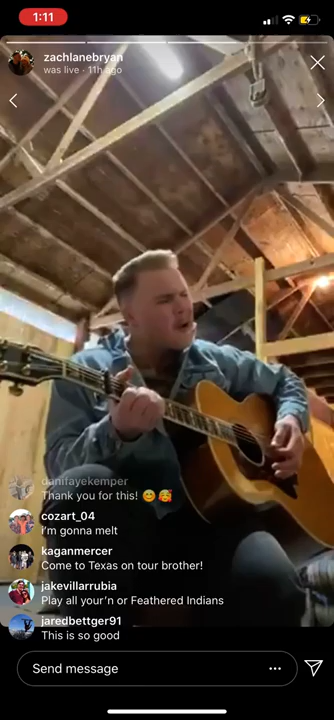 1:11
zachlanebryan
was live · 11h ago
danifayekemper
Thank you for this! 😊🥰
cozart_04
I'm gonna melt
kaganmercer
Come to Texas on tour brother!
jakevillarrubia
Play all your'n or Feathered Indians
jaredbettger91
This is so good
Send message